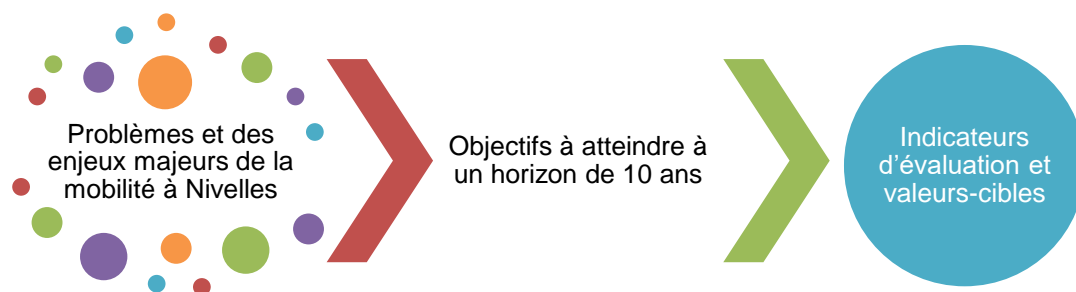 Problèmes et des
enjeux majeurs de la
mobilité à Nivelles
Objectifs à atteindre à
un horizon de 10 ans
Indicateurs
d'évaluation et
valeurs-cibles